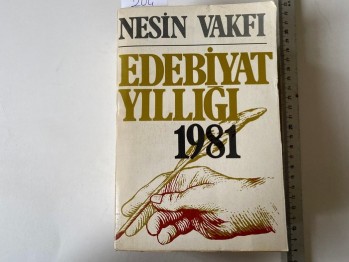 NESİN VAKFI
EDEBİYAT
YILLIĞI
1981